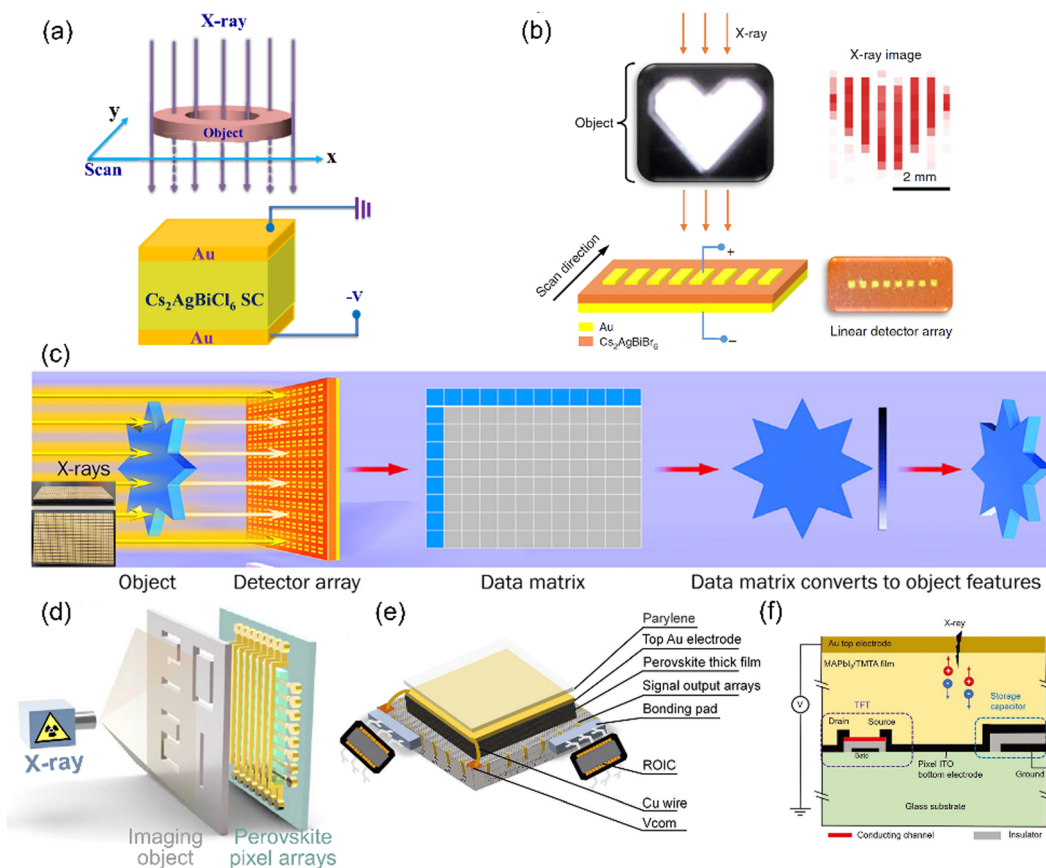 (a)
X-ray
y
Object
x
Scan
Au
Cs₂AgBiCl₆ SC
-V
Au
(b)
X-ray
X-ray image
Object
2 mm
+
Scan direction
Au
Cs₂AgBiBr₆
−
Linear detector array
(c)
X-rays
Object
Detector array
Data matrix
Data matrix converts to object features
(d)
X-ray
Imaging
object
Perovskite
pixel arrays
(e)
Parylene
Top Au electrode
Perovskite thick film
Signal output arrays
Bonding pad
ROIC
Cu wire
Vcom
(f)
X-ray
Au top electrode
MAPbI₃/TMTA film
+
+
−
−
Storage
capacitor
TFT
V
Drain
Source
Gate
Pixel ITO
bottom electrode
Ground
Glass substrate
Conducting channel
Insulator